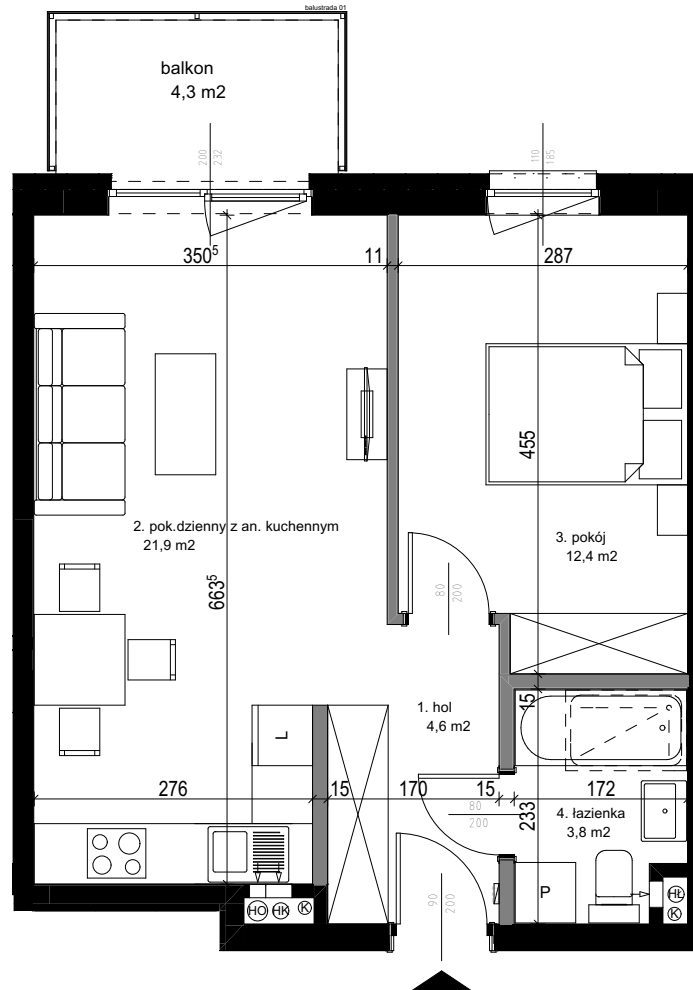 balustrada 01
balkon
4,3 m2
200
232
110
185
350⁵
11
287
455
2. pok.dzienny z an. kuchennym
21,9 m2
663⁵
3. pokój
12,4 m2
80
200
1. hol
4,6 m2
15
L
276
15
170
15
172
80
200
233
4. łazienka
3,8 m2
90
200
P
HO
HK
K
HŁ
K